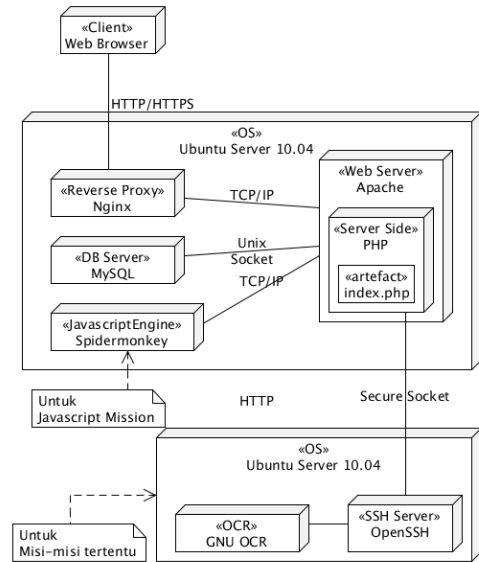 «Client»
Web Browser
HTTP/HTTPS
«OS»
Ubuntu Server 10.04
«Reverse Proxy»
Nginx
TCP/IP
«Web Server»
Apache
«Server Side»
PHP
«artefact»
index.php
«DB Server»
MySQL
Unix
Socket
TCP/IP
«JavascriptEngine»
Spidermonkey
Untuk
Javascript Mission
HTTP
Secure Socket
«OS»
Ubuntu Server 10.04
«OCR»
GNU OCR
«SSH Server»
OpenSSH
Untuk
Misi-misi tertentu